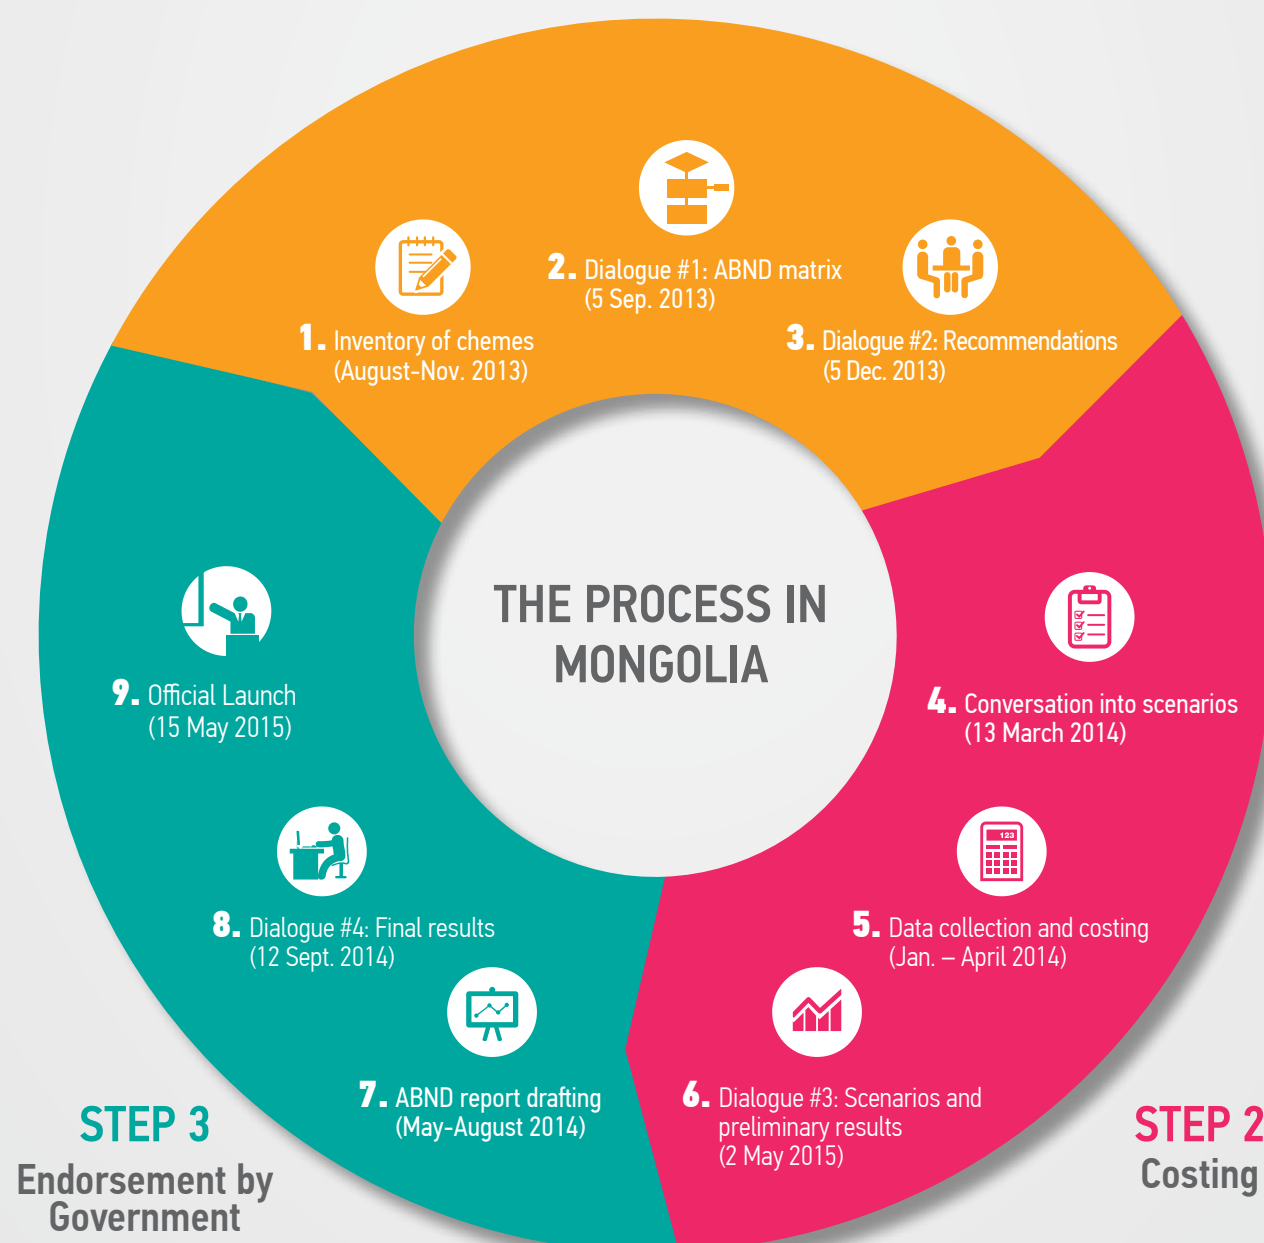 1. Inventory of chemes
(August-Nov. 2013)
2. Dialogue #1: ABND matrix
(5 Sep. 2013)
3. Dialogue #2: Recommendations
(5 Dec. 2013)
THE PROCESS IN
MONGOLIA
4. Conversation into scenarios
(13 March 2014)
123
5. Data collection and costing
(Jan. – April 2014)
6. Dialogue #3: Scenarios and
preliminary results
(2 May 2015)
7. ABND report drafting
(May-August 2014)
8. Dialogue #4: Final results
(12 Sept. 2014)
9. Official Launch
(15 May 2015)
STEP 3
Endorsement by
Government
STEP 2
Costing